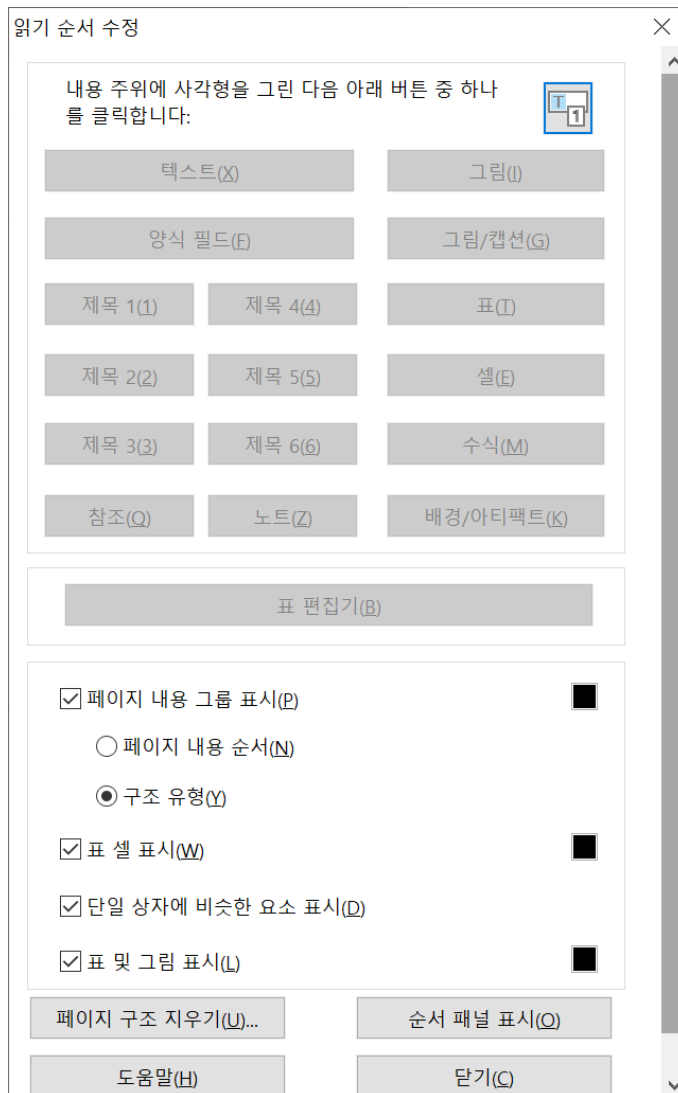 읽기 순서 수정
내용 주위에 사각형을 그린 다음 아래 버튼 중 하나
를 클릭합니다:
T
1
텍스트(X)
그림(I)
양식 필드(F)
그림/캡션(G)
제목 1(1)
제목 4(4)
표(T)
제목 2(2)
제목 5(5)
셀(E)
제목 3(3)
제목 6(6)
수식(M)
참조(Q)
노트(Z)
배경/아티팩트(K)
표 편집기(B)
페이지 내용 그룹 표시(P)
페이지 내용 순서(N)
구조 유형(Y)
표 셀 표시(W)
단일 상자에 비슷한 요소 표시(D)
표 및 그림 표시(L)
페이지 구조 지우기(U)...
순서 패널 표시(O)
도움말(H)
닫기(C)